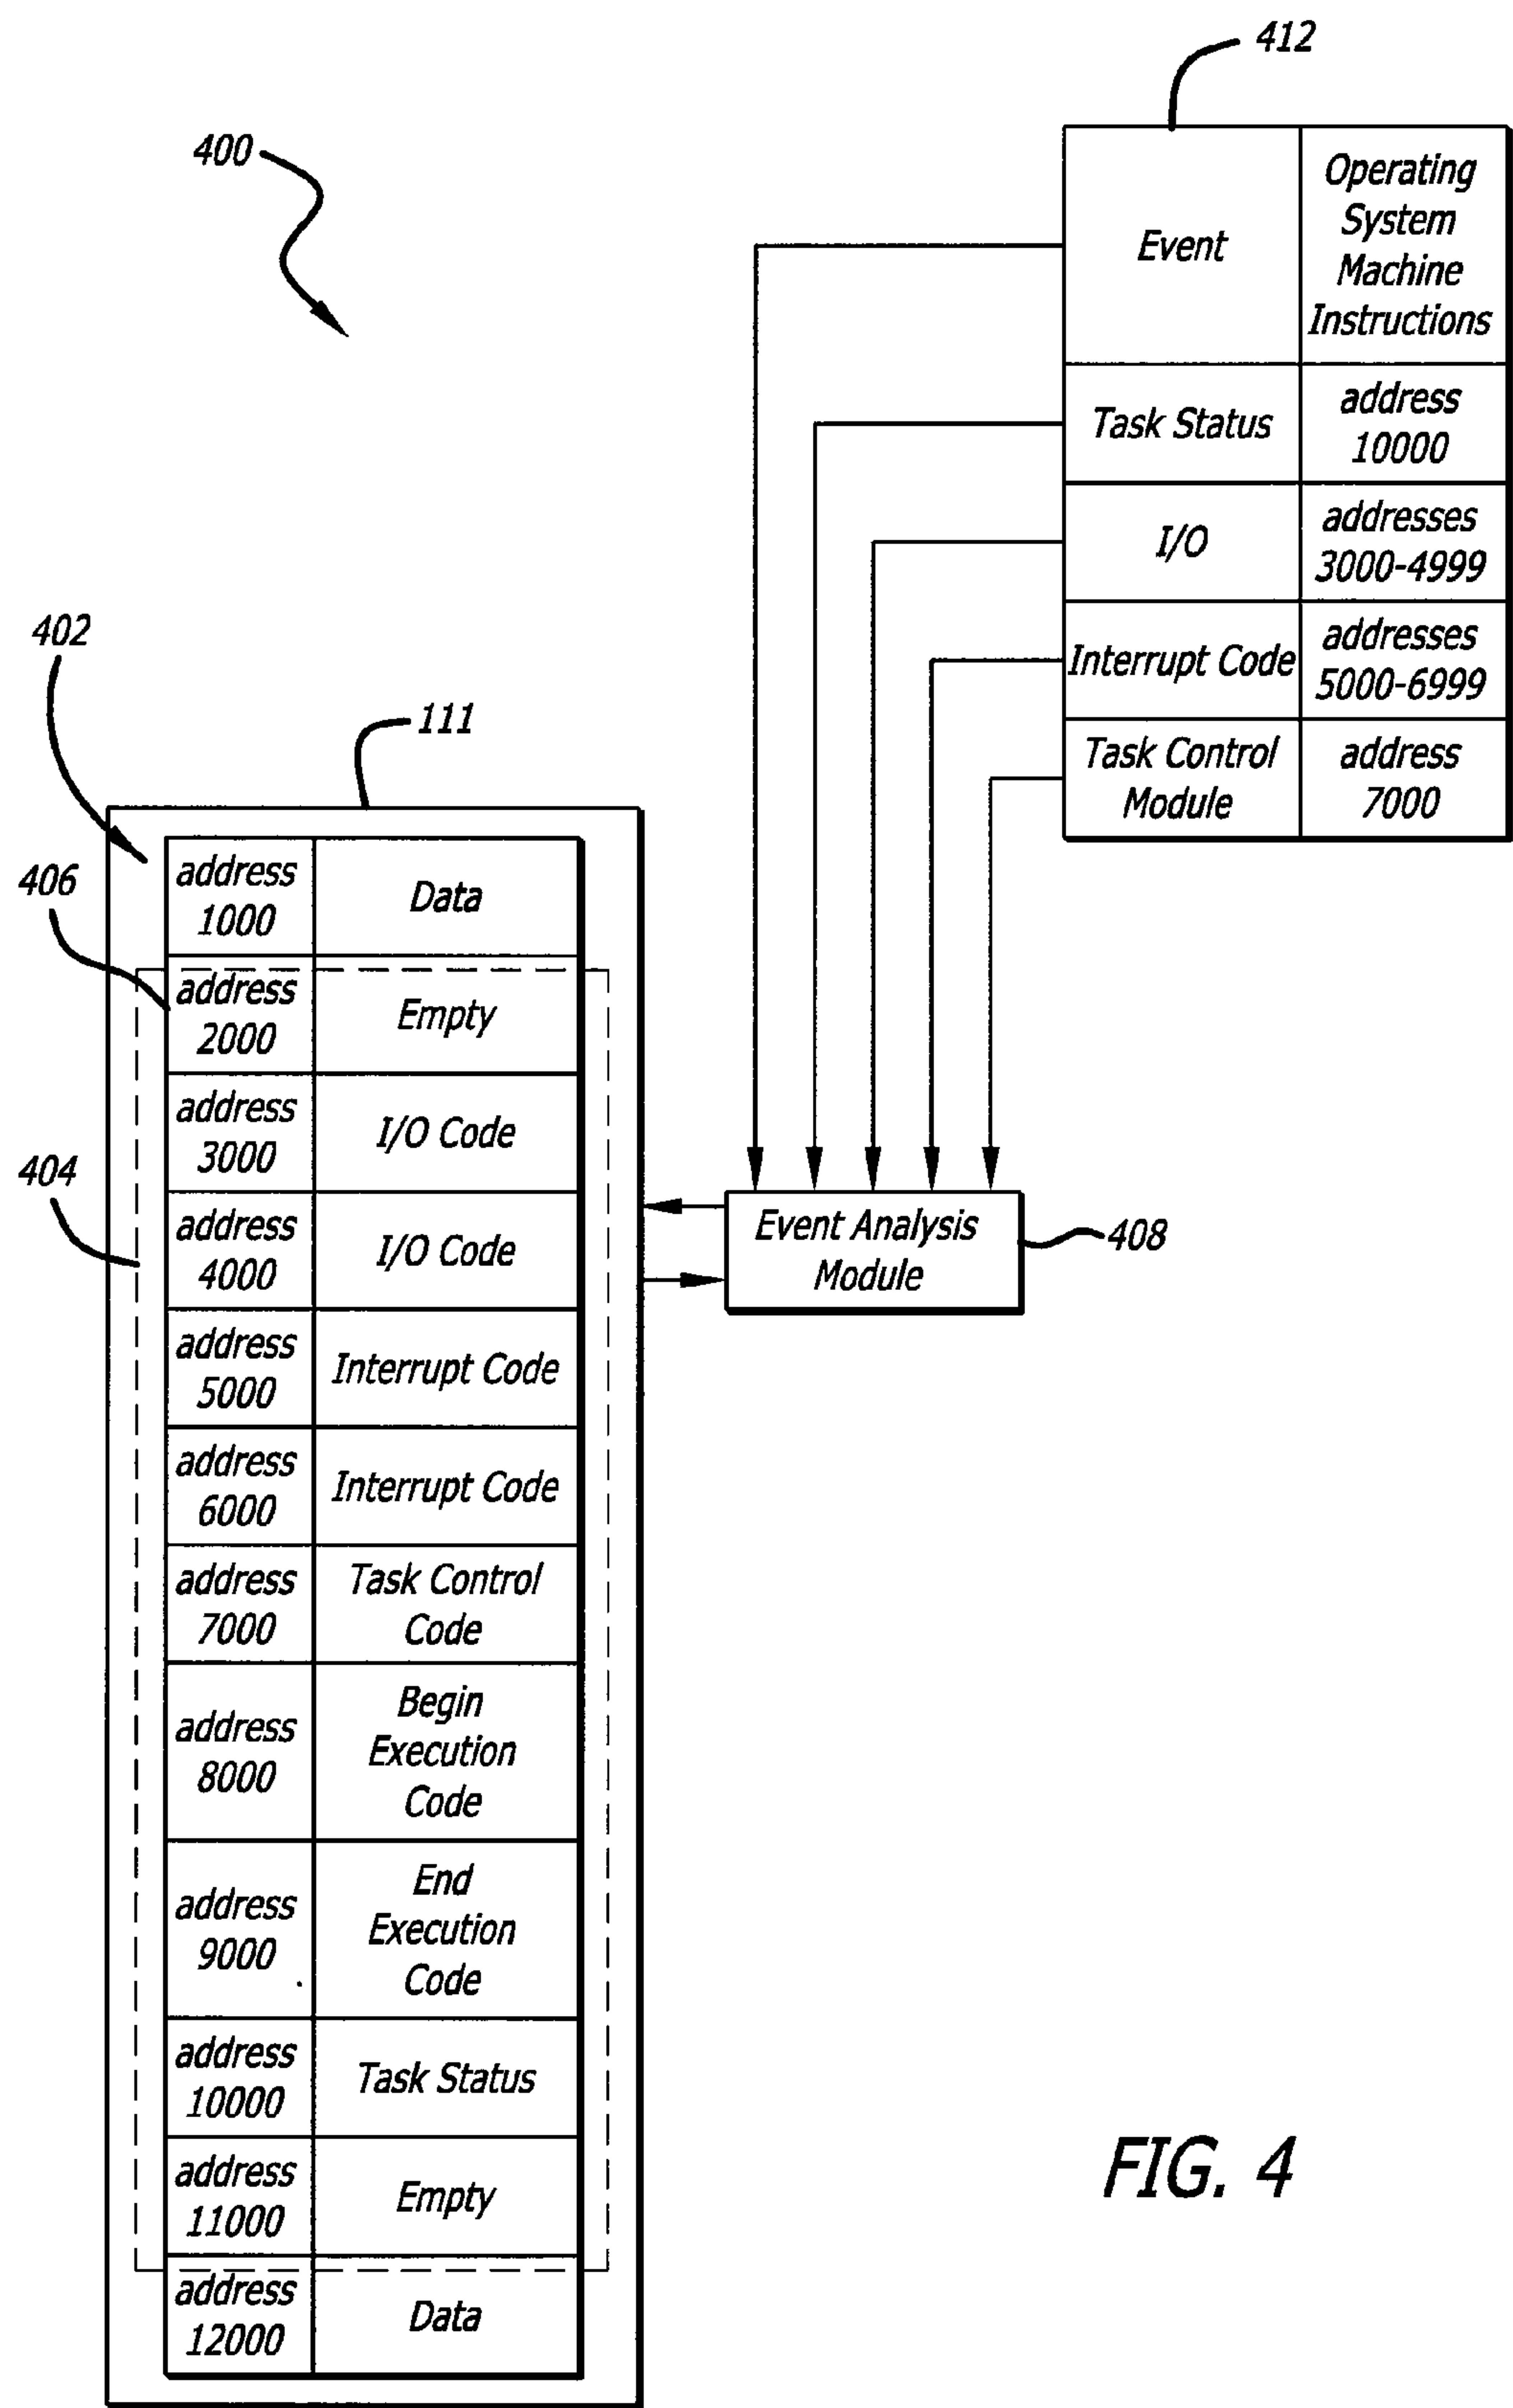 412
400
Event
Operating
System
Machine
Instructions
Task Status
address
10000
I/O
addresses
3000-4999
Interrupt Code
addresses
5000-6999
Task Control
Module
address
7000
402
111
406
404
address
1000
Data
address
2000
Empty
address
3000
I/O Code
address
4000
I/O Code
address
5000
Interrupt Code
address
6000
Interrupt Code
address
7000
Task Control
Code
address
8000
Begin
Execution
Code
address
9000
End
Execution
Code
address
10000
Task Status
address
11000
Empty
address
12000
Data
Event Analysis
Module
408
FIG. 4